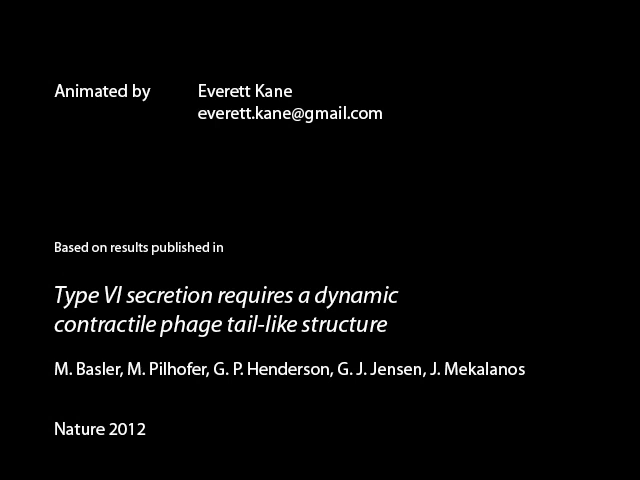 Animated by Everett Kane
everett.kane@gmail.com
Based on results published in
Type VI secretion requires a dynamic
contractile phage tail-like structure
M. Basler, M. Pilhofer, G. P. Henderson, G. J. Jensen, J. Mekalanos
Nature 2012